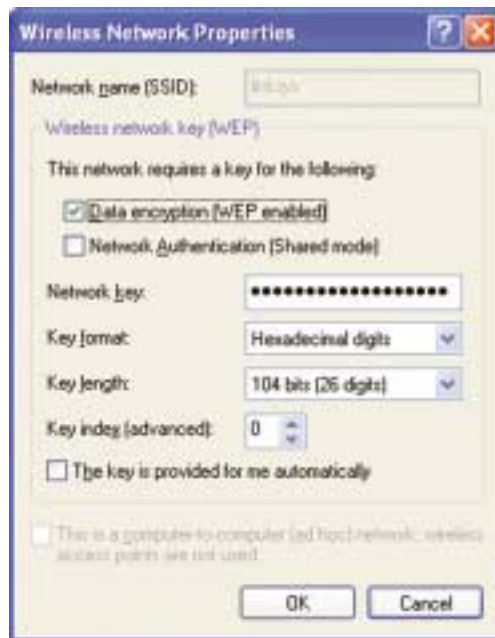 Wireless Network Properties
Network name (SSID): linksys
Wireless network key (WEP)
This network requires a key for the following:
Data encryption (WEP enabled)
Network Authentication (Shared mode)
Network key: ••••••••••••••••••
Key format: Hexadecimal digits
Key length: 104 bits (26 digits)
Key index (advanced): 0
The key is provided for me automatically
This is a computer-to-computer (ad hoc) network; wireless
access points are not used
OK Cancel